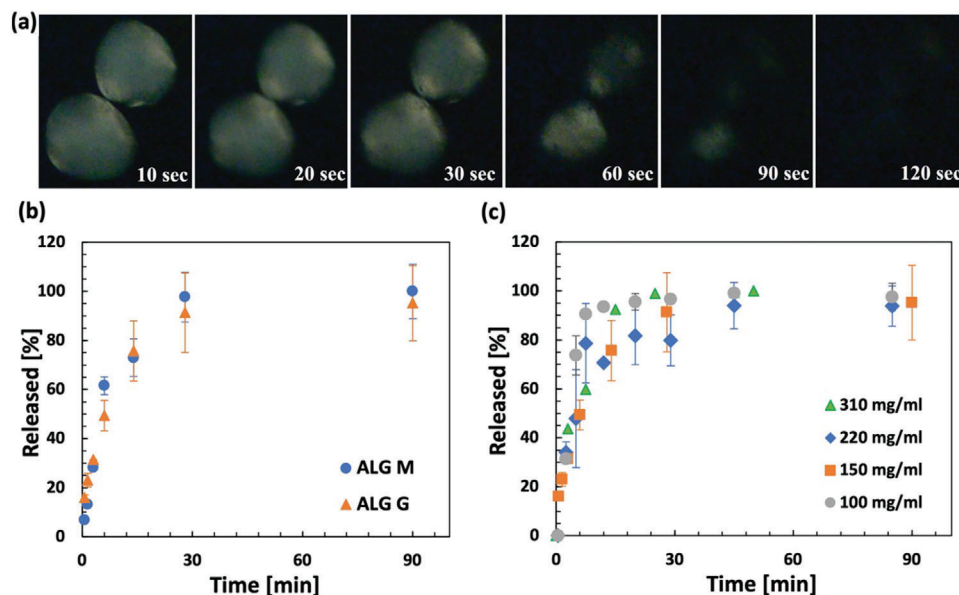 (a)
10 sec
20 sec
30 sec
60 sec
90 sec
120 sec
(b)
120
100
80
60
40
20
0
Released [%]
ALG M
ALG G
0
30
60
90
Time [min]
(c)
120
100
80
60
40
20
0
Released [%]
310 mg/ml
220 mg/ml
150 mg/ml
100 mg/ml
0
30
60
90
Time [min]